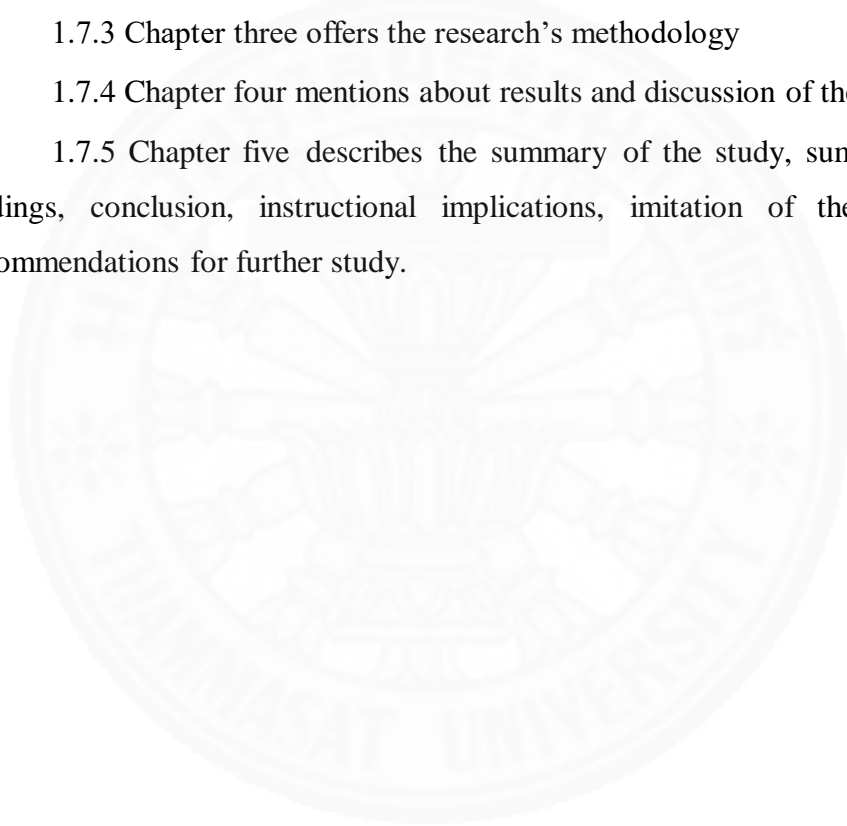 1.7.3 Chapter three offers the research’s methodology
1.7.4 Chapter four mentions about results and discussion of the
1.7.5 Chapter five describes the summary of the study, sum
dings, conclusion, instructional implications, imitation of the
ommendations for further study.
THAMMASAT UNIVERSITY